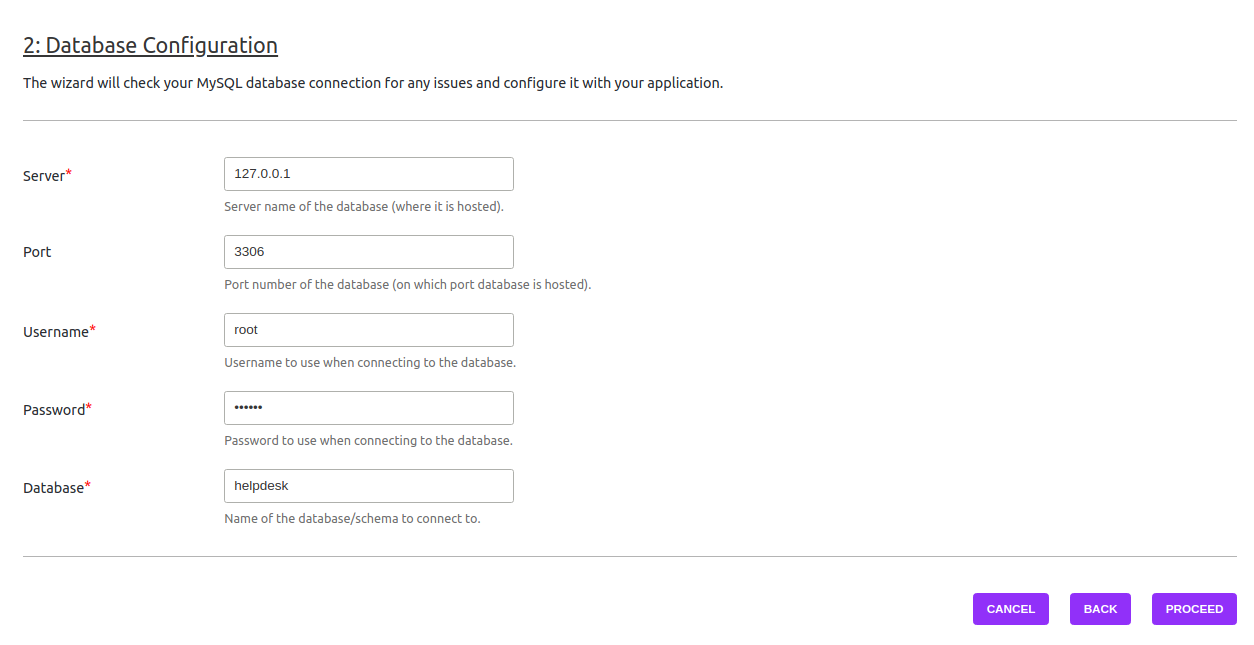 2: Database Configuration
The wizard will check your MySQL database connection for any issues and configure it with your application.
Server*
127.0.0.1
Server name of the database (where it is hosted).
Port
3306
Port number of the database (on which port database is hosted).
Username*
root
Username to use when connecting to the database.
Password*
••••••
Password to use when connecting to the database.
Database*
helpdesk
Name of the database/schema to connect to.
CANCEL BACK PROCEED